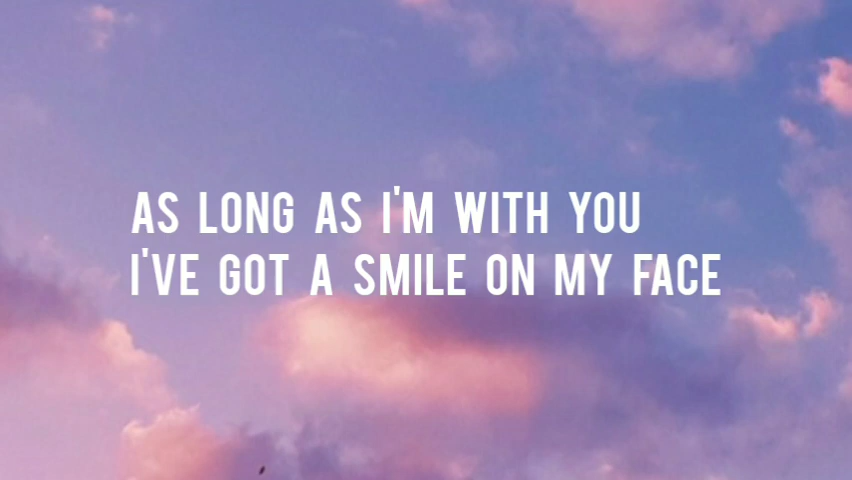 AS LONG AS I'M WITH YOU
I'VE GOT A SMILE ON MY FACE